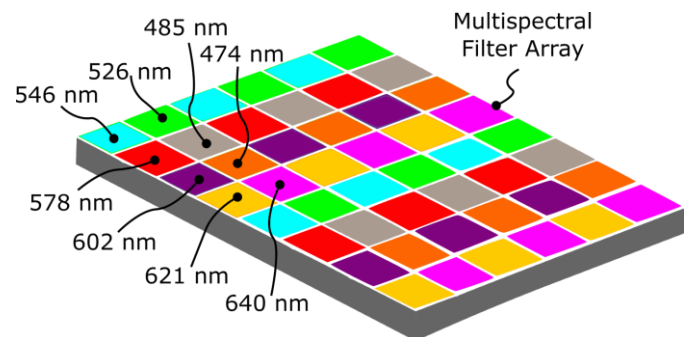 485 nm
474 nm
Multispectral
Filter Array
526 nm
546 nm
578 nm
602 nm
621 nm
640 nm